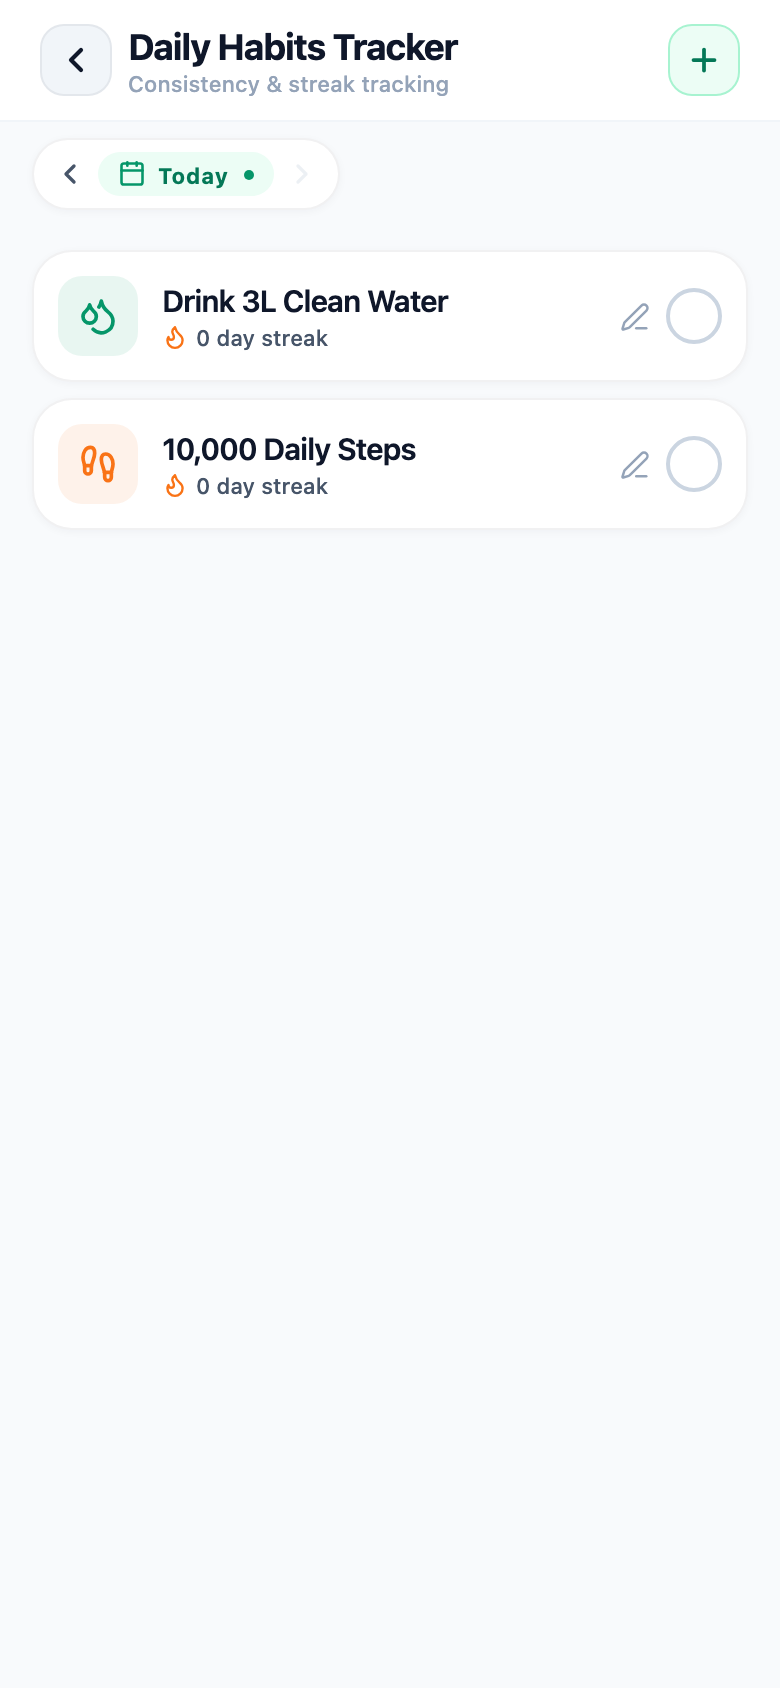 Daily Habits Tracker
Consistency & streak tracking
Today
Drink 3L Clean Water
0 day streak
10,000 Daily Steps
0 day streak